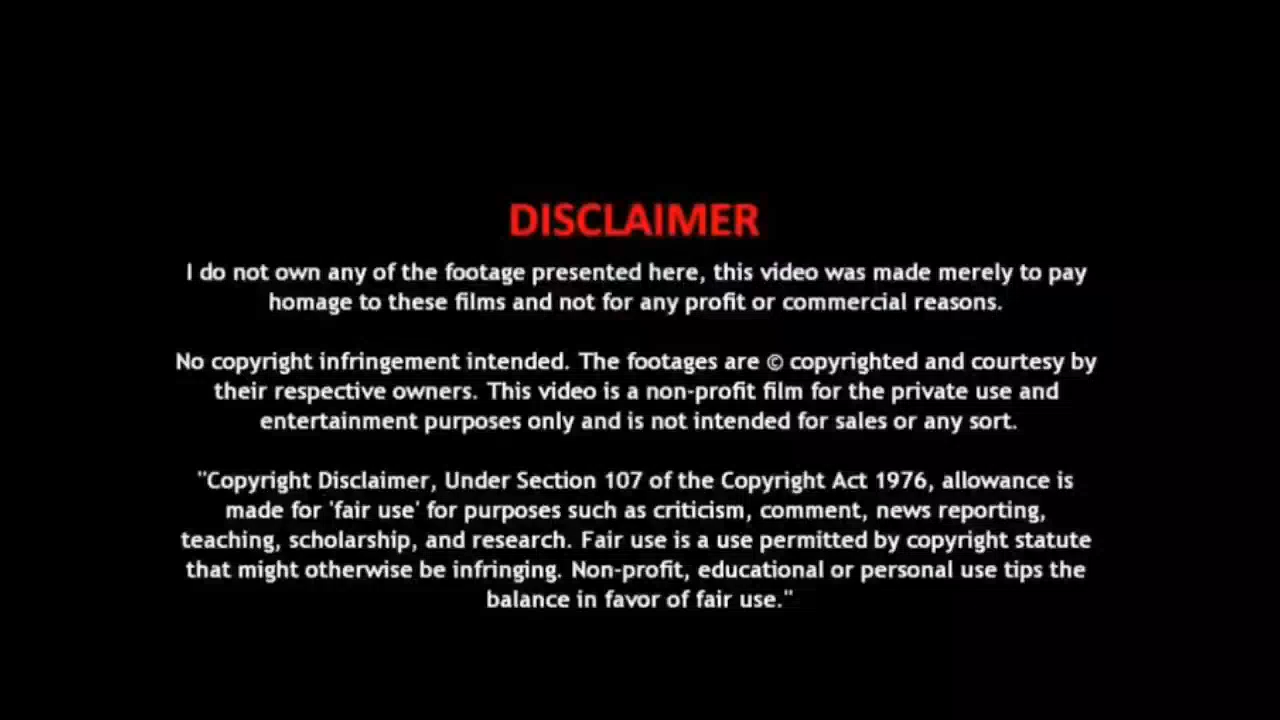 DISCLAIMER
I do not own any of the footage presented here, this video was made merely to pay
homage to these films and not for any profit or commercial reasons.
No copyright infringement intended. The footages are © copyrighted and courtesy by
their respective owners. This video is a non-profit film for the private use and
entertainment purposes only and is not intended for sales or any sort.
"Copyright Disclaimer, Under Section 107 of the Copyright Act 1976, allowance is
made for 'fair use' for purposes such as criticism, comment, news reporting,
teaching, scholarship, and research. Fair use is a use permitted by copyright statute
that might otherwise be infringing. Non-profit, educational or personal use tips the
balance in favor of fair use."